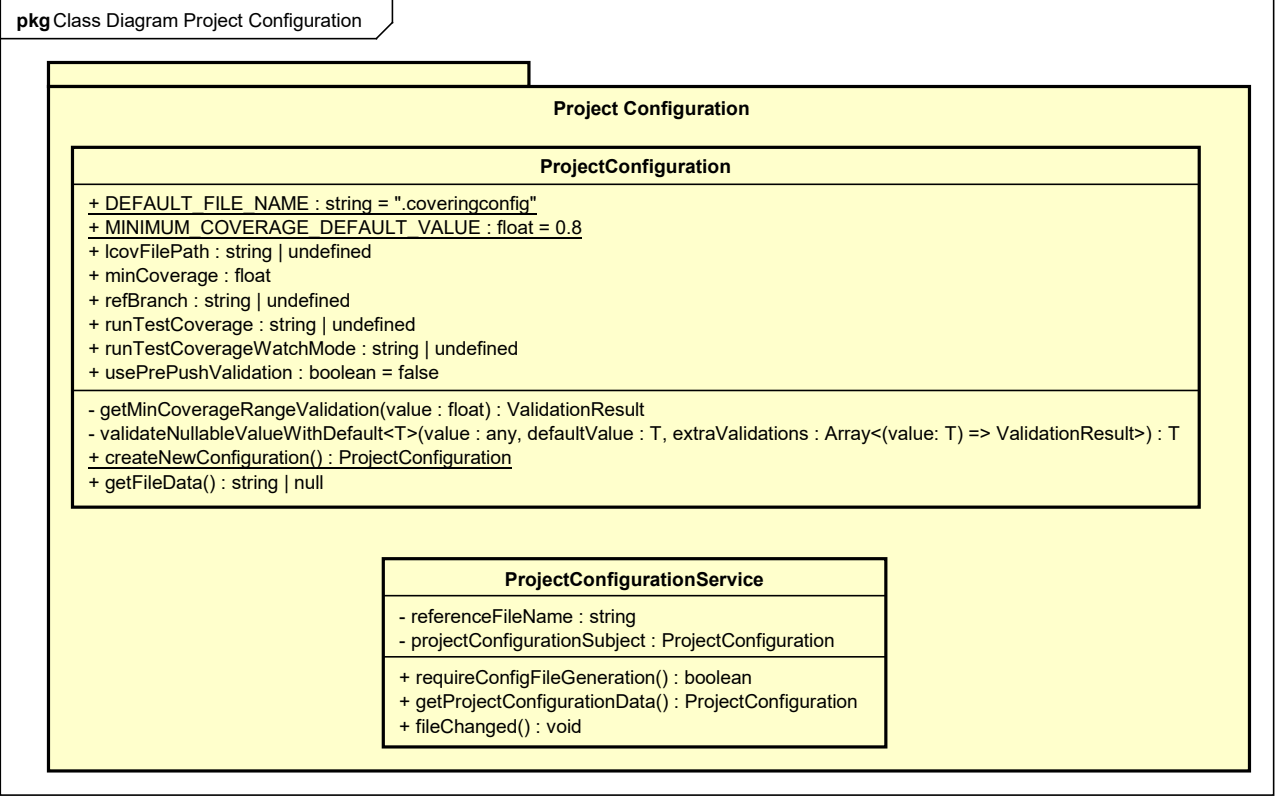 pkg Class Diagram Project Configuration
Project Configuration
ProjectConfiguration
+ DEFAULT_FILE_NAME : string = ".coveringconfig"
+ MINIMUM_COVERAGE_DEFAULT_VALUE : float = 0.8
+ lcovFilePath : string | undefined
+ minCoverage : float
+ refBranch : string | undefined
+ runTestCoverage : string | undefined
+ runTestCoverageWatchMode : string | undefined
+ usePrePushValidation : boolean = false
- getMinCoverageRangeValidation(value : float) : ValidationResult
- validateNullableValueWithDefault<T>(value : any, defaultValue : T, extraValidations : Array<(value: T) => ValidationResult>) : T
+ createNewConfiguration() : ProjectConfiguration
+ getFileData() : string | null
ProjectConfigurationService
- referenceFileName : string
- projectConfigurationSubject : ProjectConfiguration
+ requireConfigFileGeneration() : boolean
+ getProjectConfigurationData() : ProjectConfiguration
+ fileChanged() : void